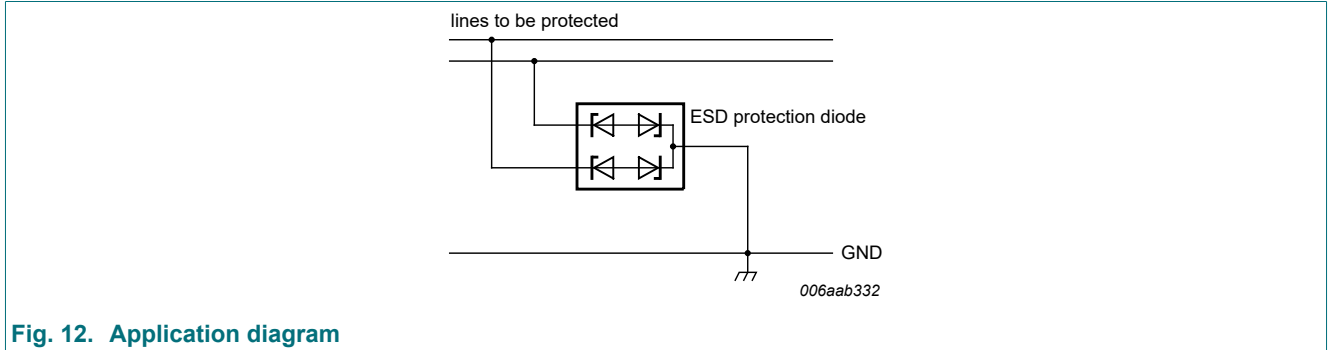 lines to be protected
ESD protection diode
GND
006aab332
Fig. 12. Application diagram